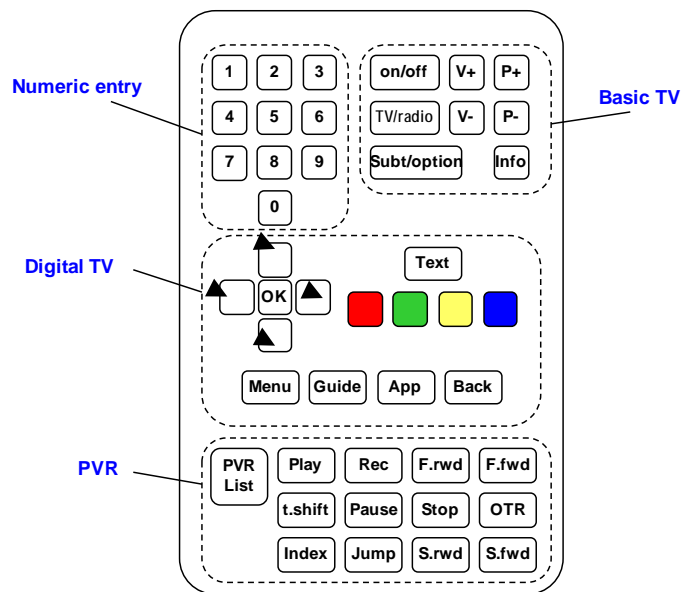 Numeric entry
1 2 3
4 5 6
7 8 9
0
on/off V+ P+
TV/radio V- P-
Subt/option Info
Basic TV
Digital TV
OK
Text
Menu Guide App Back
PVR
PVR
List
Play Rec F.rwd F.fwd
t.shift Pause Stop OTR
Index Jump S.rwd S.fwd